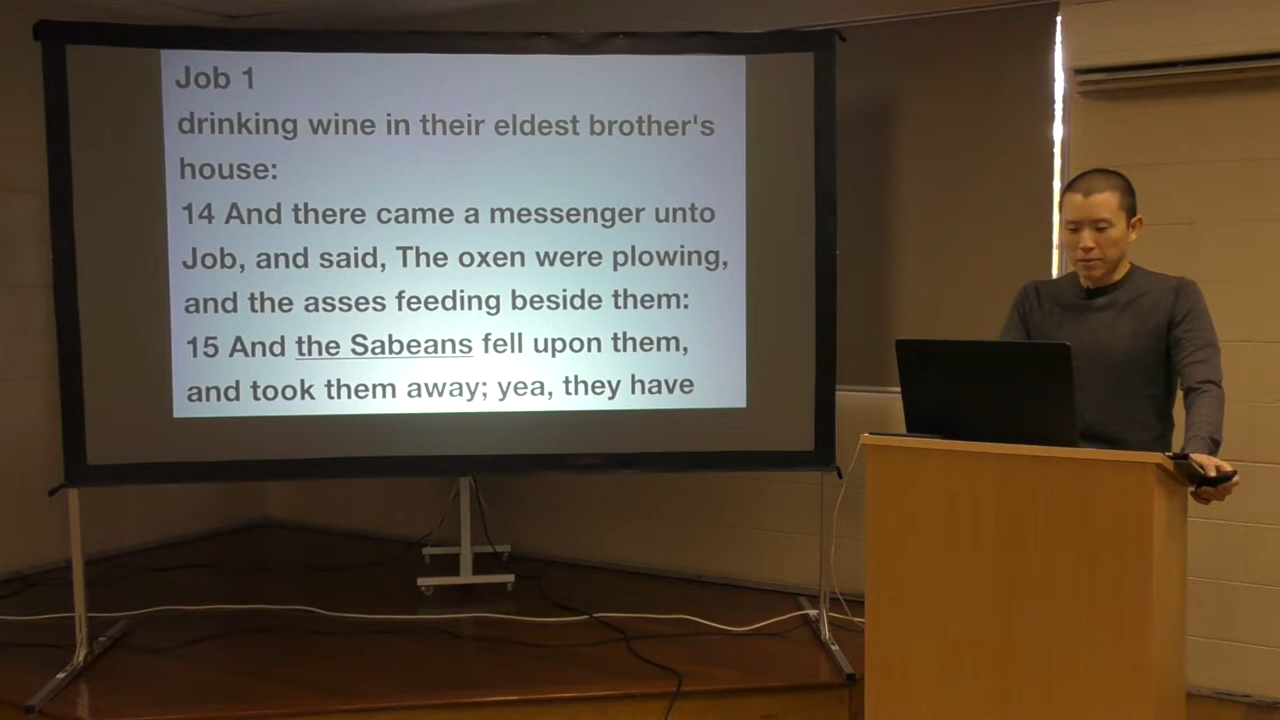 Job 1
drinking wine in their eldest brother's
house:
14 And there came a messenger unto
Job, and said, The oxen were plowing,
and the asses feeding beside them:
15 And the Sabeans fell upon them,
and took them away; yea, they have